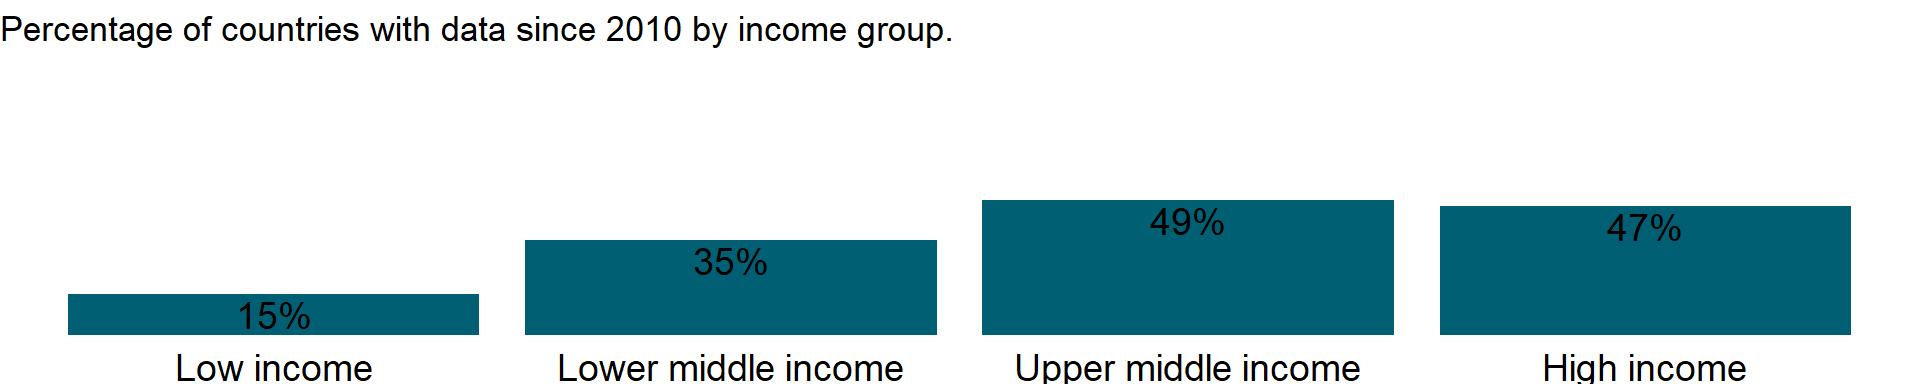 Percentage of countries with data since 2010 by income group.
49%
47%
35%
15%
Low income Lower middle income Upper middle income High income